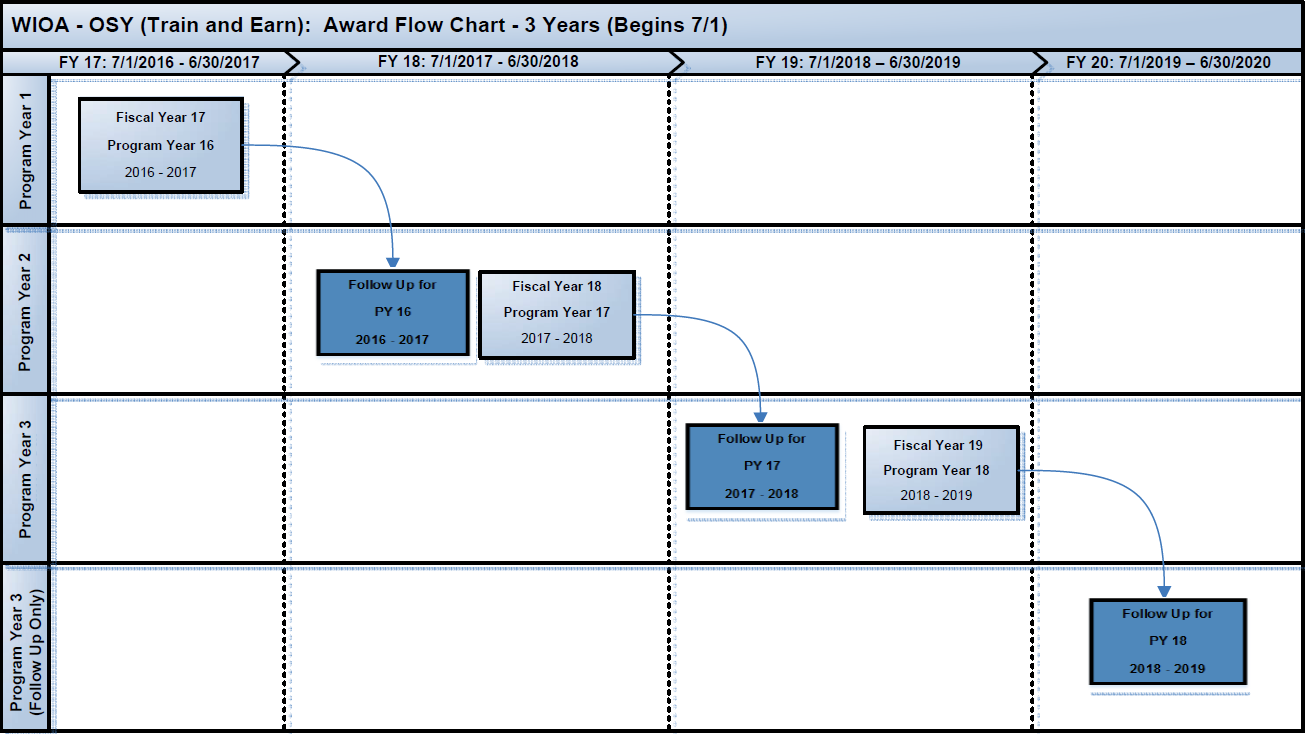 WIOA - OSY (Train and Earn):  Award Flow Chart - 3 Years (Begins 7/1)
FY 17: 7/1/2016 - 6/30/2017
FY 18: 7/1/2017 - 6/30/2018
FY 19: 7/1/2018 – 6/30/2019
FY 20: 7/1/2019 – 6/30/2020
Program Year 1
Fiscal Year 17
Program Year 16
2016 - 2017
Program Year 2
Follow Up for
PY 16
2016 - 2017
Fiscal Year 18
Program Year 17
2017 - 2018
Program Year 3
Follow Up for
PY 17
2017 - 2018
Fiscal Year 19
Program Year 18
2018 - 2019
Program Year 3
(Follow Up Only)
Follow Up for
PY 18
2018 - 2019